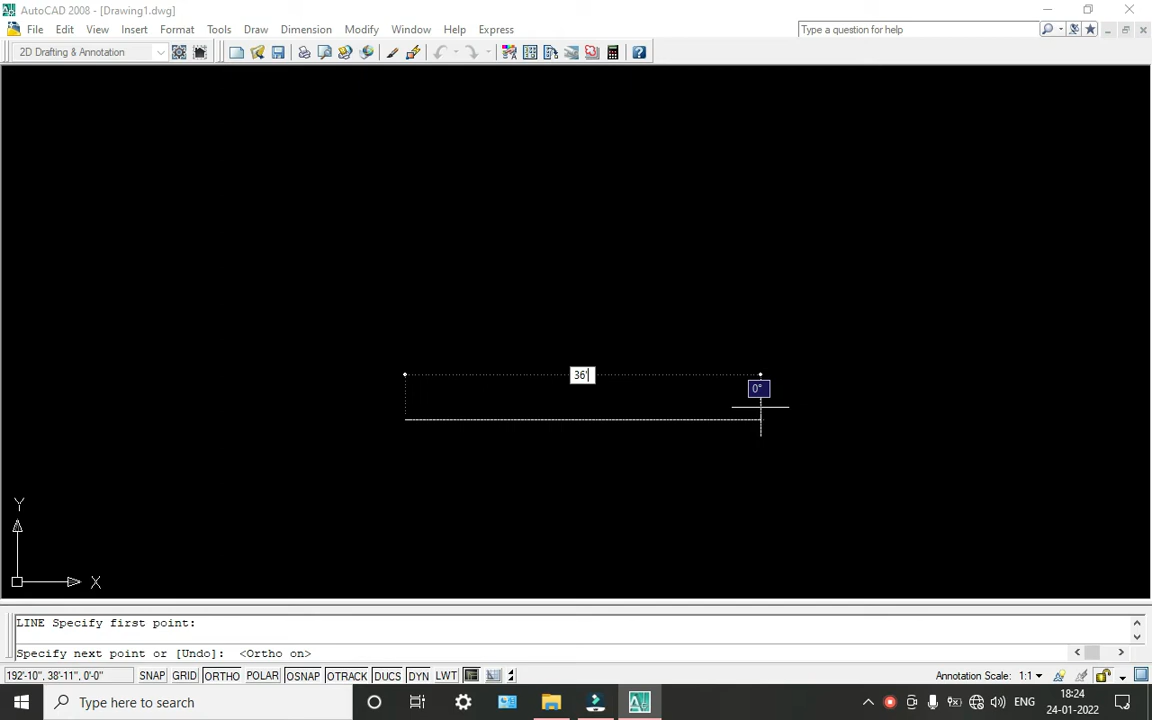 AutoCAD 2008 - [Drawing1.dwg]
File Edit View Insert Format Tools Draw Dimension Modify Window Help Express
Type a question for help
2D Drafting & Annotation
36'
0°
Y
X
LINE Specify first point:
Specify next point or [Undo]: <Ortho on>
192'-10", 38'-11", 0'-0" SNAP GRID ORTHO POLAR OSNAP OTRACK DUCS DYN LWT
Annotation Scale: 1:1
Type here to search
ENG
18:24
24-01-2022